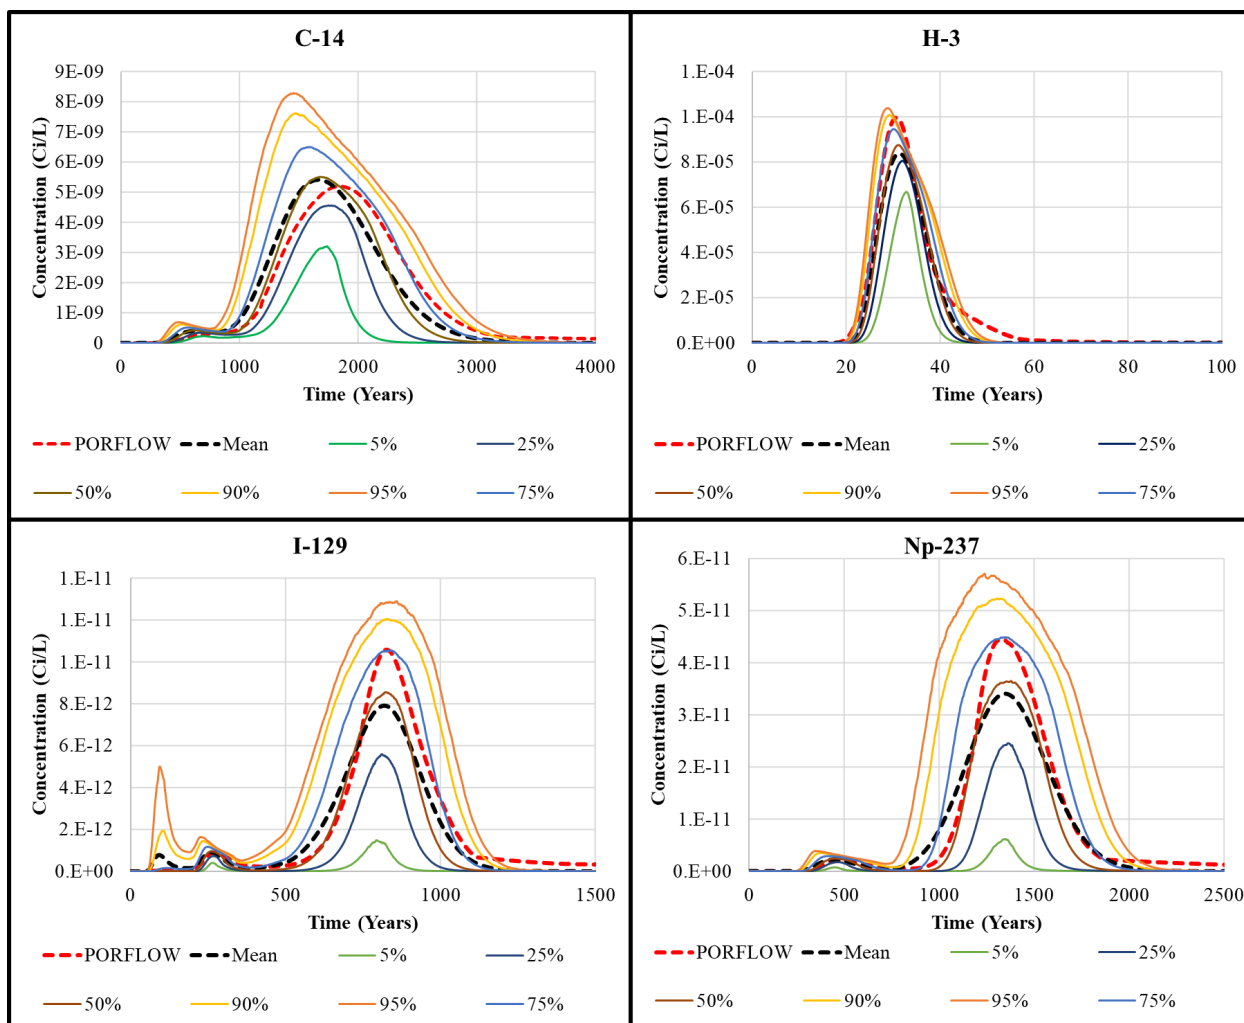 C-14
9E-09
8E-09
7E-09
6E-09
5E-09
4E-09
3E-09
2E-09
1E-09
0
Concentration (Ci/L)
0 1000 2000 3000 4000
Time (Years)
PORFLOW Mean 5% 25%
50% 90% 95% 75%
H-3
1.E-04
1.E-04
8.E-05
6.E-05
4.E-05
2.E-05
0.E+00
Concentration (Ci/L)
0 20 40 60 80 100
Time (Years)
PORFLOW Mean 5% 25%
50% 90% 95% 75%
I-129
1.E-11
1.E-11
1.E-11
8.E-12
6.E-12
4.E-12
2.E-12
0.E+00
Concentration (Ci/L)
0 500 1000 1500
Time (Years)
PORFLOW Mean 5% 25%
50% 90% 95% 75%
Np-237
6.E-11
5.E-11
4.E-11
3.E-11
2.E-11
1.E-11
0.E+00
Concentration (Ci/L)
0 500 1000 1500 2000 2500
Time (Years)
PORFLOW Mean 5% 25%
50% 90% 95% 75%